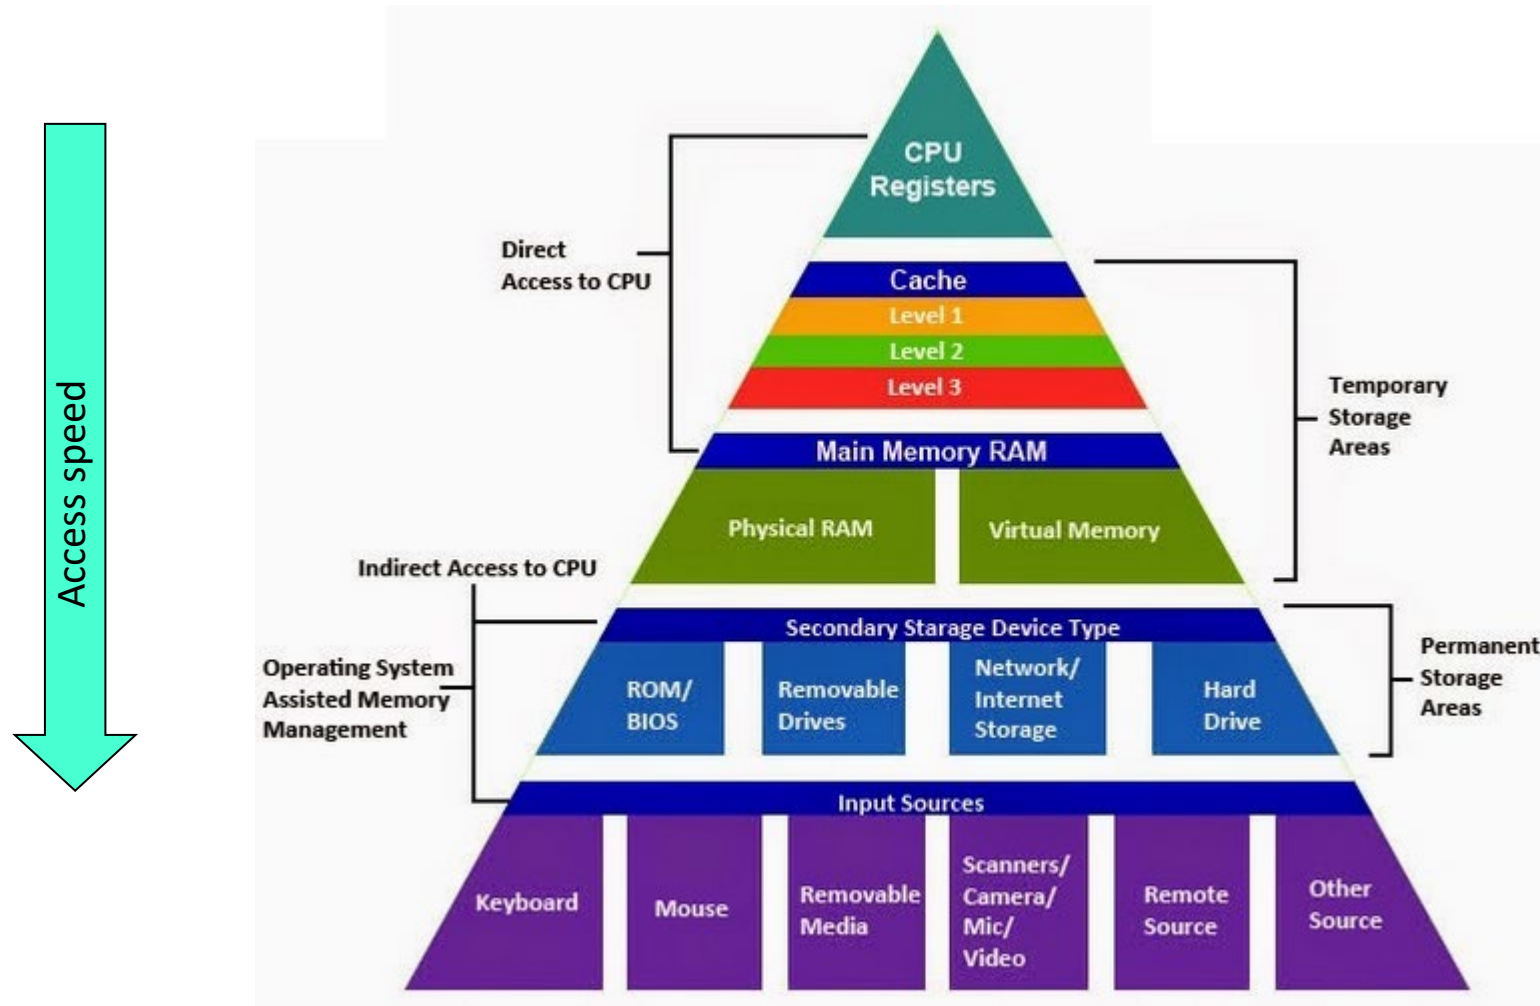 Access speed
CPU
Registers
Direct
Access to CPU
Cache
Level 1
Level 2
Level 3
Temporary
Storage
Areas
Main Memory RAM
Physical RAM
Virtual Memory
Indirect Access to CPU
Operating System
Assisted Memory
Management
Secondary Starage Device Type
ROM/
BIOS
Removable
Drives
Network/
Internet
Storage
Hard
Drive
Permanent
Storage
Areas
Input Sources
Keyboard
Mouse
Removable
Media
Scanners/
Camera/
Mic/
Video
Remote
Source
Other
Source